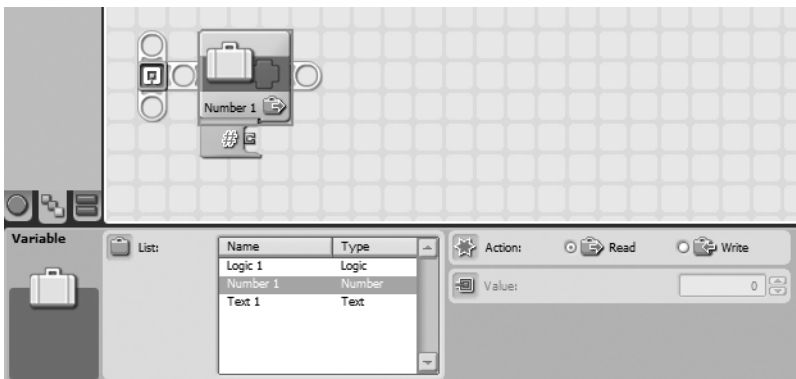 Number 1
#
Variable
List:
Name Type
Logic 1 Logic
Number 1 Number
Text 1 Text
Action: Read Write
Value: 0